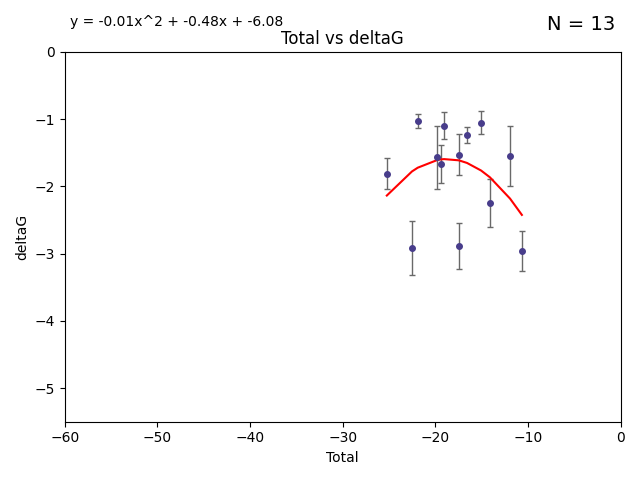 y = -0.01x^2 + -0.48x + -6.08
N = 13
Total vs deltaG
0
−1
−2
−3
−4
−5
deltaG
−60 −50 −40 −30 −20 −10 0
Total